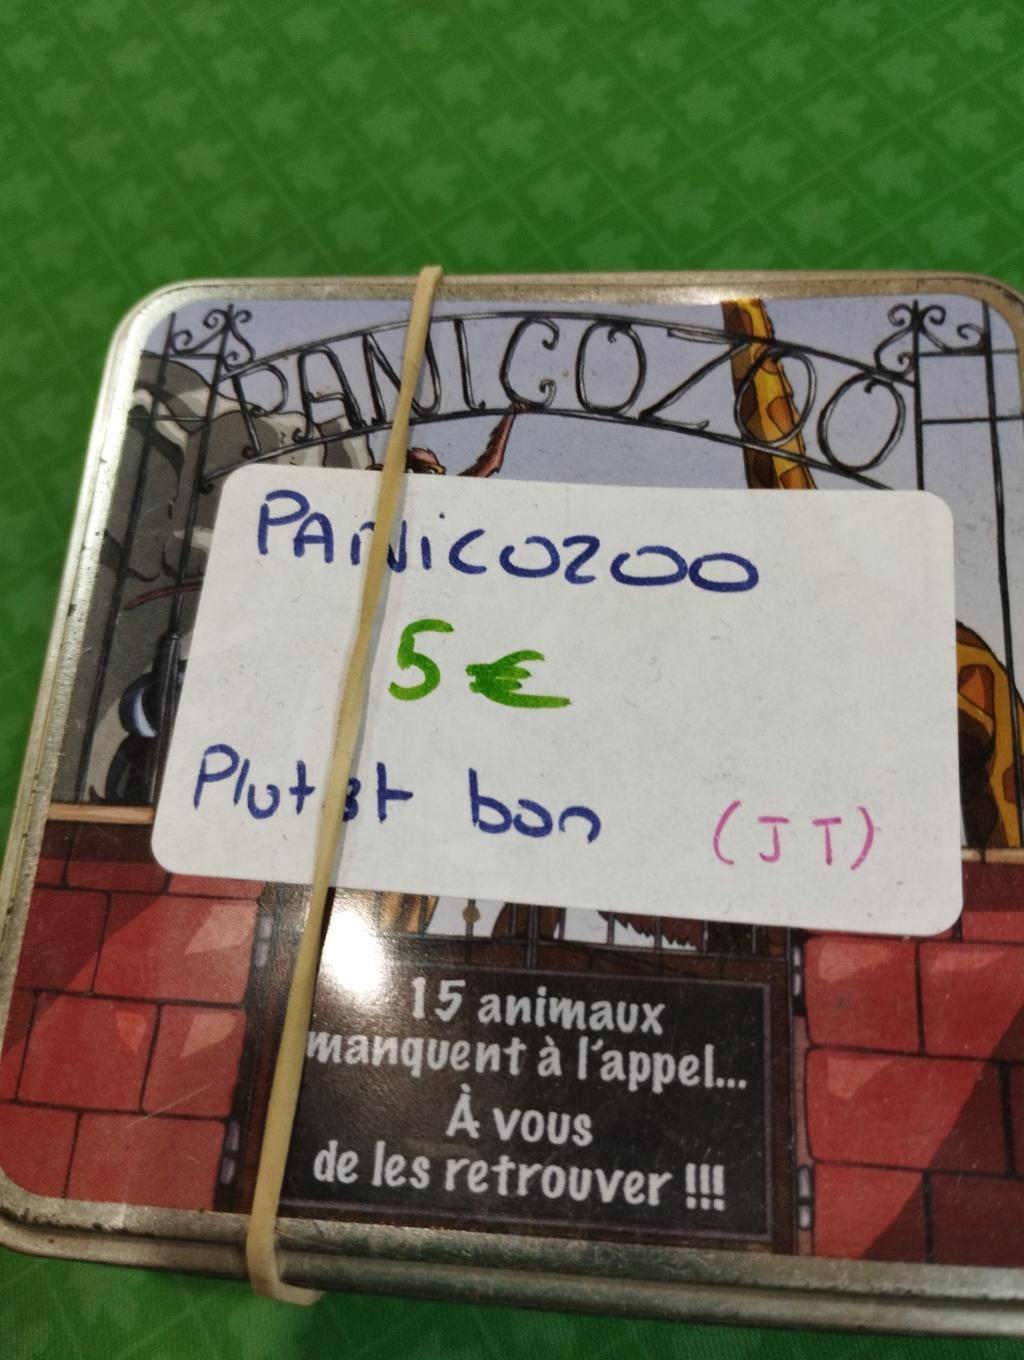 PANICOZOO
PANiCOZOO
5€
Plutôt bon
(JT)
15 animaux
manquent à l'appel...
À vous
de les retrouver !!!